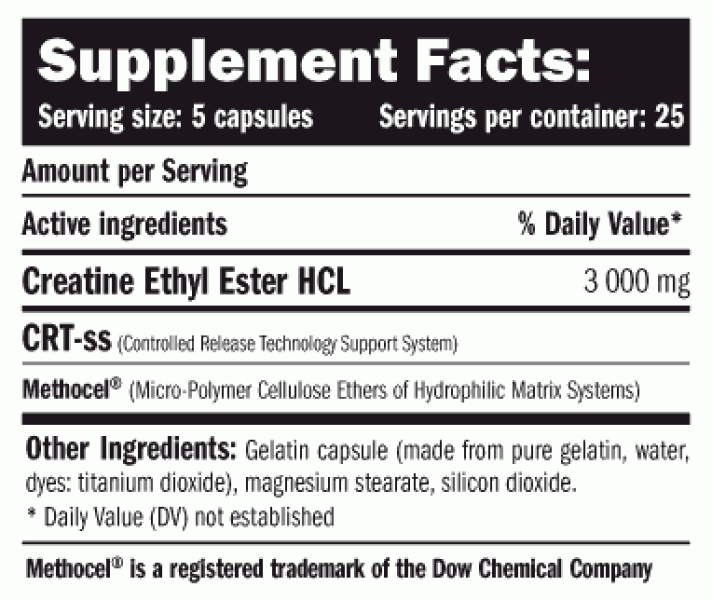 Supplement Facts:
Serving size: 5 capsules Servings per container: 25
Amount per Serving
Active ingredients % Daily Value*
Creatine Ethyl Ester HCL 3 000 mg
CRT-ss (Controlled Release Technology Support System)
Methocel® (Micro-Polymer Cellulose Ethers of Hydrophilic Matrix Systems)
Other Ingredients: Gelatin capsule (made from pure gelatin, water,
dyes: titanium dioxide), magnesium stearate, silicon dioxide.
* Daily Value (DV) not established
Methocel® is a registered trademark of the Dow Chemical Company